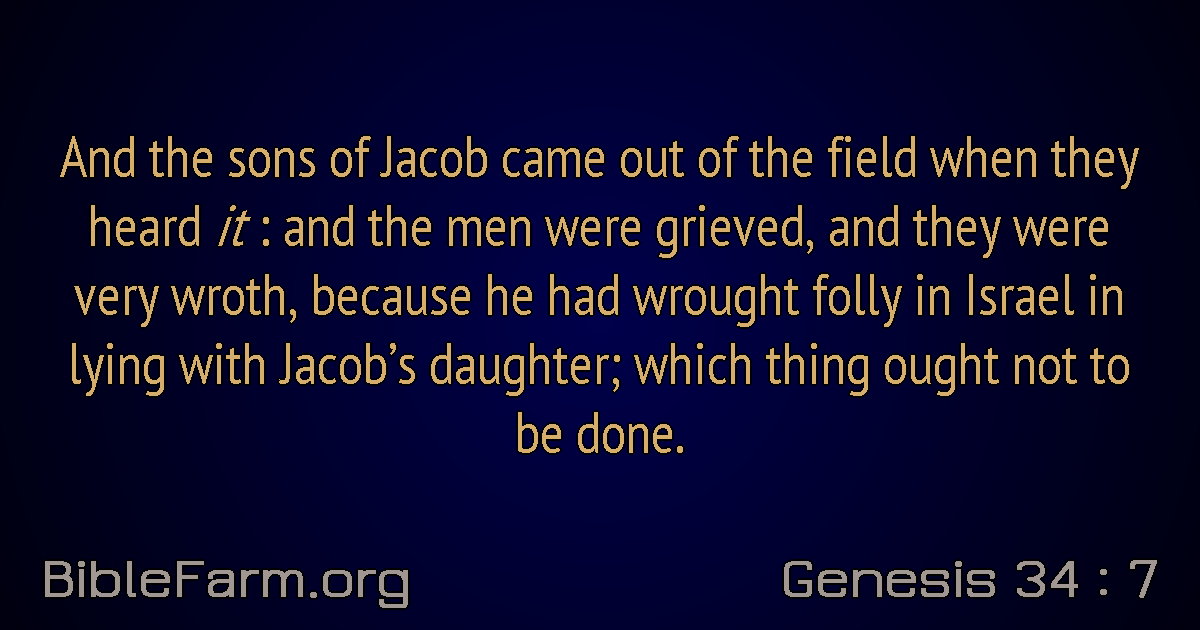 And the sons of Jacob came out of the field when they
heard it : and the men were grieved, and they were
very wroth, because he had wrought folly in Israel in
lying with Jacob’s daughter; which thing ought not to
be done.
BibleFarm.org
Genesis 34 : 7